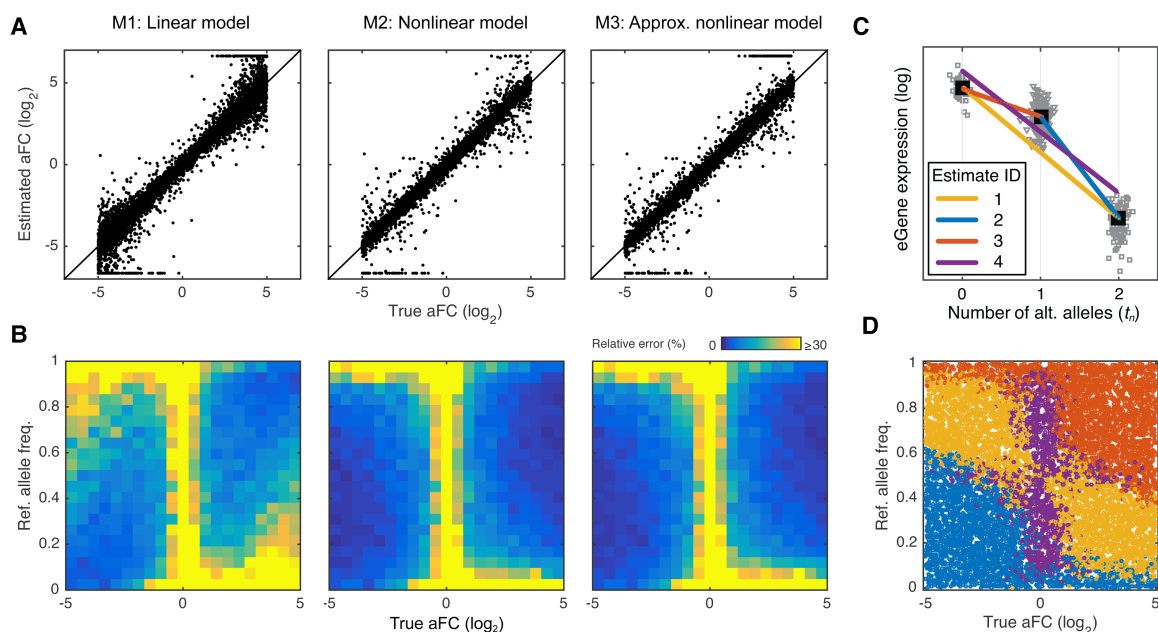 A
M1: Linear model
M2: Nonlinear model
M3: Approx. nonlinear model
Estimated aFC (log2)
5
0
-5
-5
0
5
-5
0
5
-5
0
5
True aFC (log2)
B
Relative error (%)
0
≥30
Ref. allele freq.
1
0.8
0.6
0.4
0.2
0
-5
0
5
-5
0
5
-5
0
5
True aFC (log2)
C
eGene expression (log)
Estimate ID
1
2
3
4
0
1
2
Number of alt. alleles (tn)
D
Ref. allele freq.
1
0.8
0.6
0.4
0.2
0
-5
0
5
True aFC (log2)